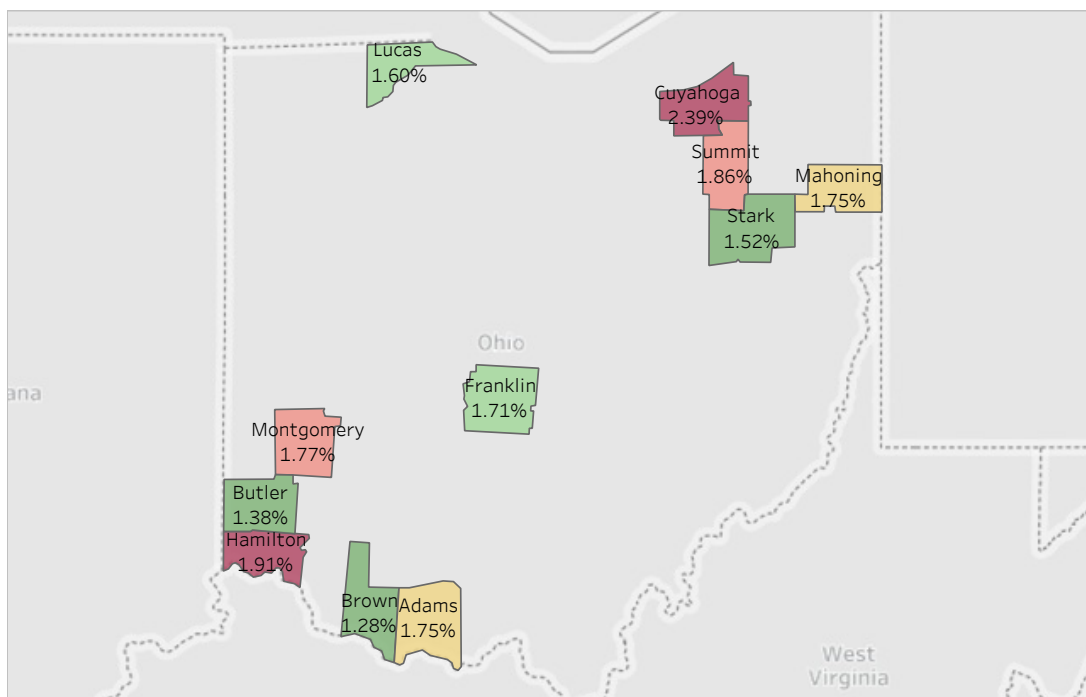 Lucas
1.60%
Cuyahoga
2.39%
Summit
1.86%
Mahoning
1.75%
Stark
1.52%
Ohio
Franklin
1.71%
ana
Montgomery
1.77%
Butler
1.38%
Hamilton
1.91%
Brown
1.28%
Adams
1.75%
West
Virginia